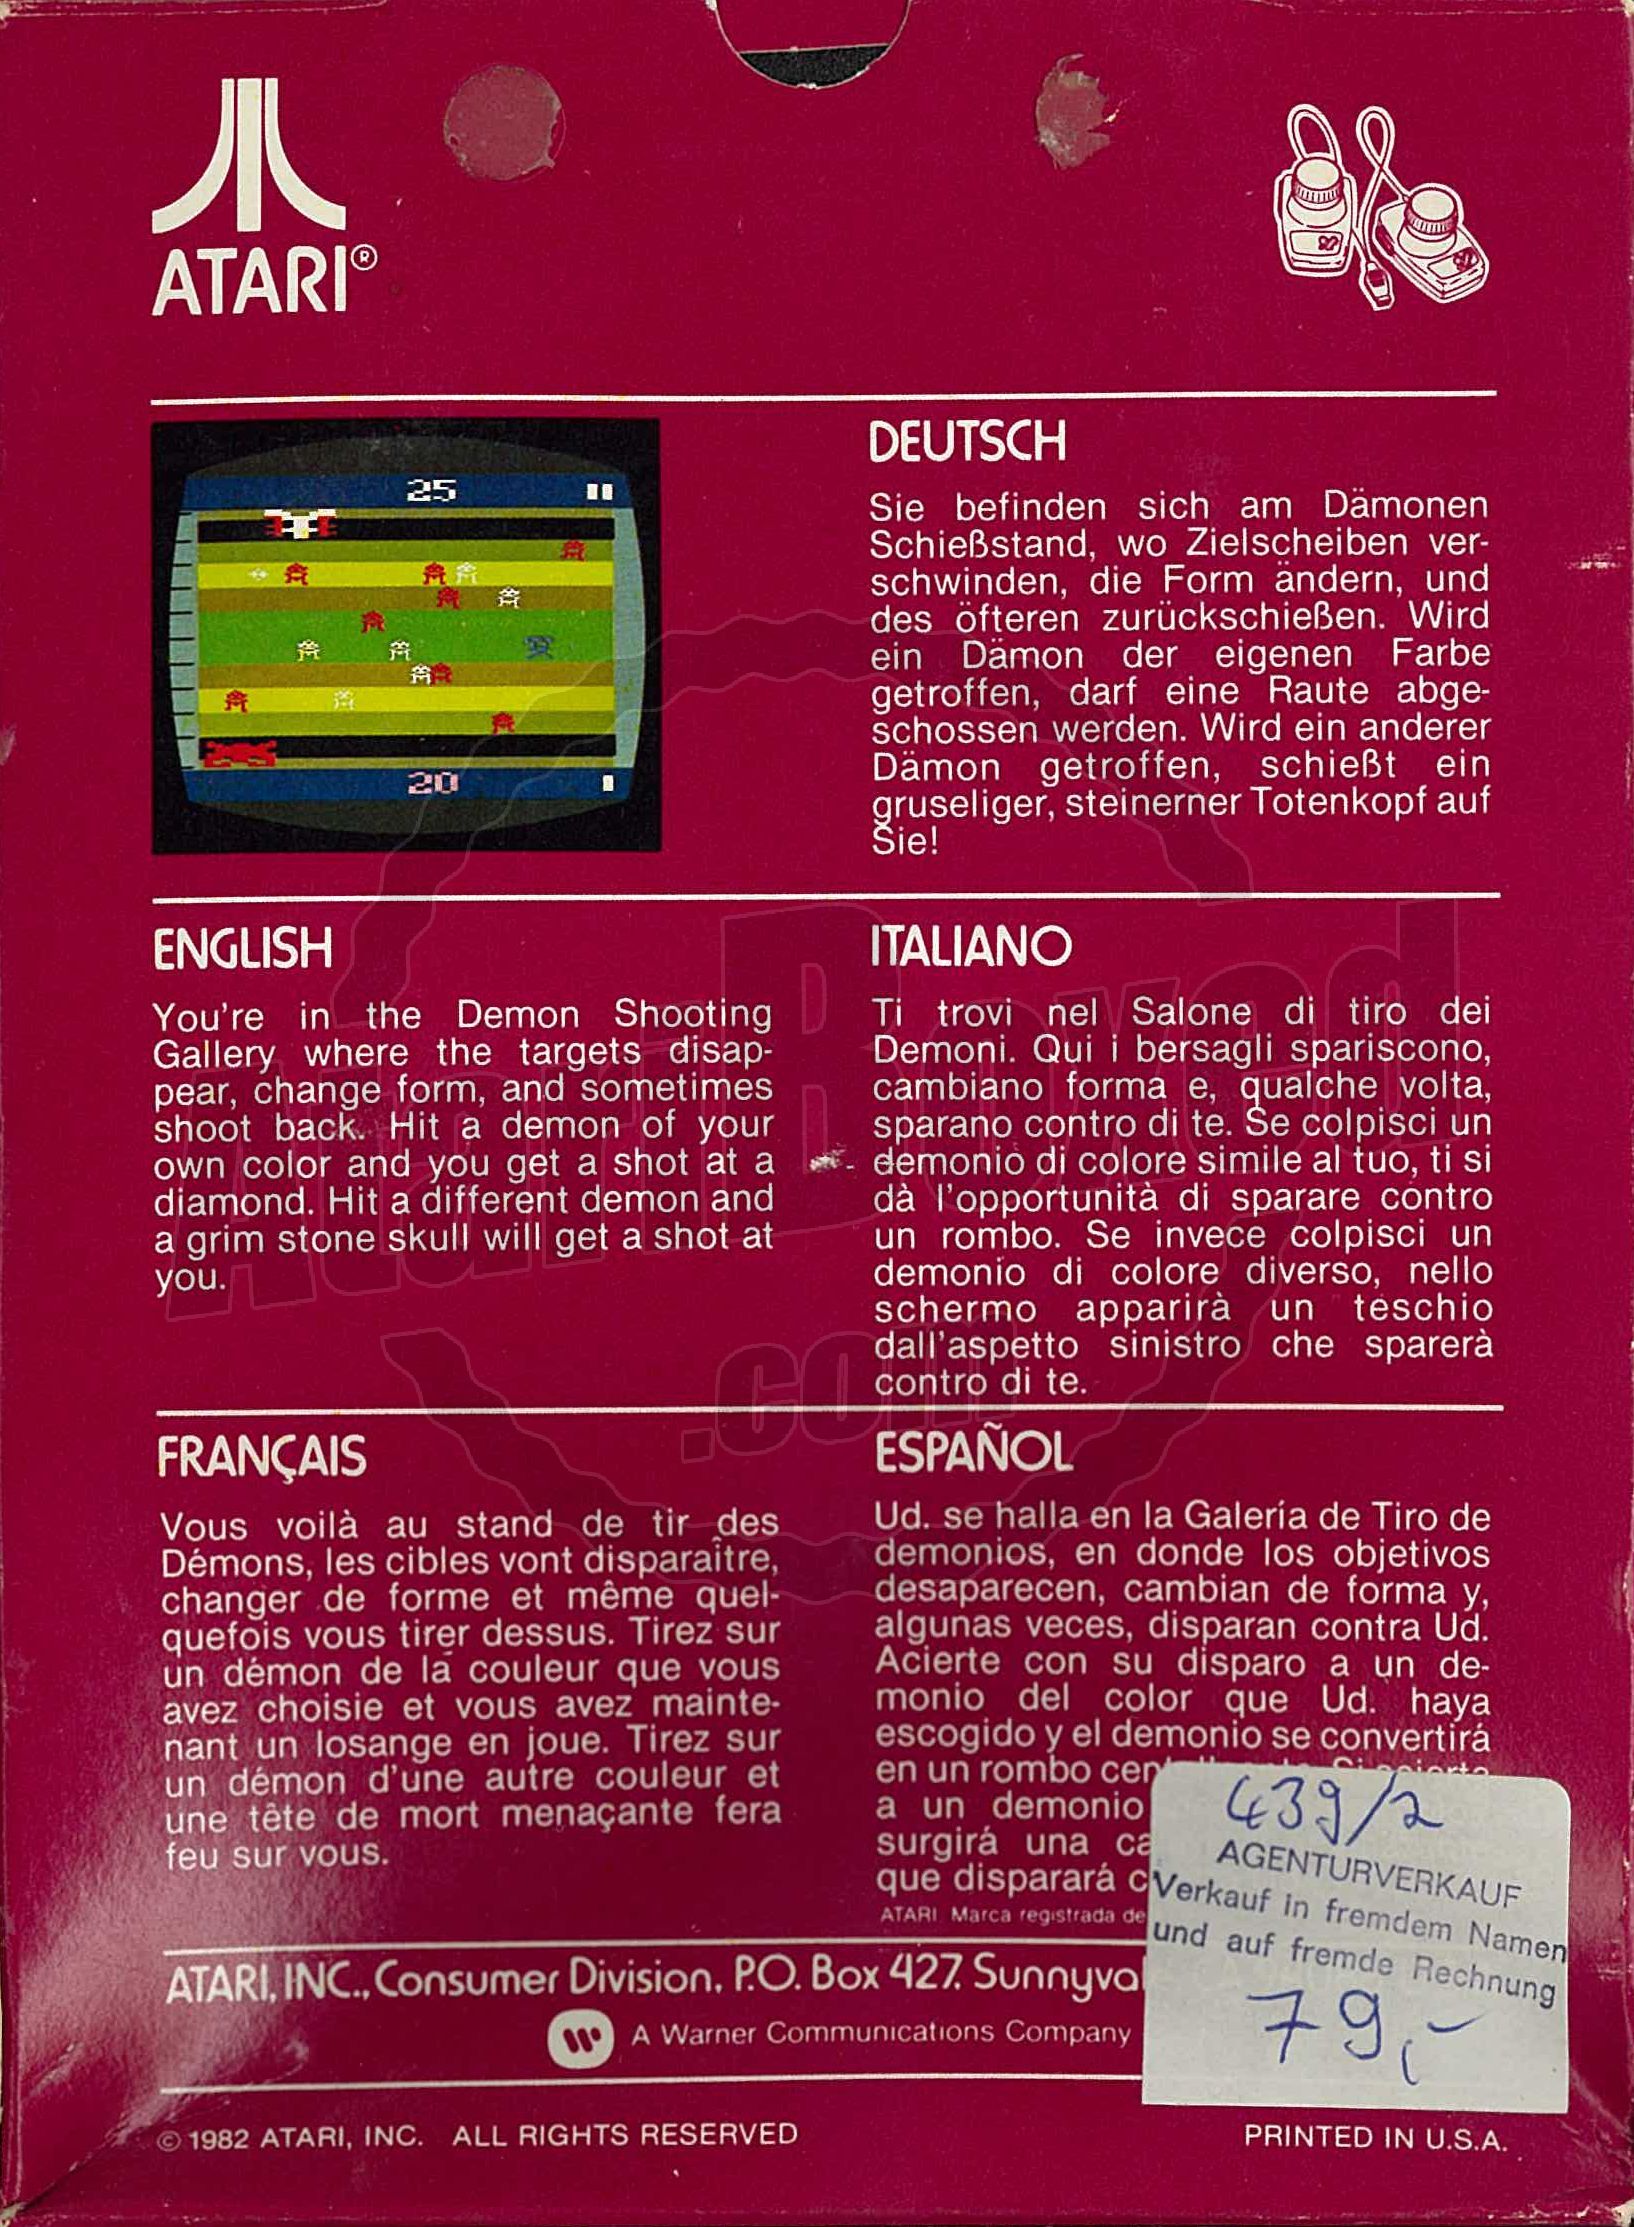 ATARI®
25
20
DEUTSCH
Sie befinden sich am Dämonen
Schießstand, wo Zielscheiben ver-
schwinden, die Form ändern, und
des öfteren zurückschießen. Wird
ein Dämon der eigenen Farbe
getroffen, darf eine Raute abge-
schossen werden. Wird ein anderer
Dämon getroffen, schießt ein
gruseliger, steinerner Totenkopf auf
Sie!
ENGLISH
You're in the Demon Shooting
Gallery where the targets disap-
pear, change form, and sometimes
shoot back. Hit a demon of your
own color and you get a shot at a
diamond. Hit a different demon and
a grim stone skull will get a shot at
you.
ITALIANO
Ti trovi nel Salone di tiro dei
Demoni. Qui i bersagli spariscono,
cambiano forma e, qualche volta,
sparano contro di te. Se colpisci un
demonio di colore simile al tuo, ti si
dà l'opportunità di sparare contro
un rombo. Se invece colpisci un
demonio di colore diverso, nello
schermo apparirà un teschio
dall'aspetto sinistro che sparerà
contro di te.
FRANÇAIS
Vous voilà au stand de tir des
Démons, les cibles vont disparaître,
changer de forme et même quel-
quefois vous tirer dessus. Tirez sur
un démon de la couleur que vous
avez choisie et vous avez mainte-
nant un losange en joue. Tirez sur
un démon d'une autre couleur et
une tête de mort menaçante fera
feu sur vous.
ESPAÑOL
Ud. se halla en la Galería de Tiro de
demonios, en donde los objetivos
desaparecen, cambian de forma y,
algunas veces, disparan contra Ud.
Acierte con su disparo a un de-
monio del color que Ud. haya
escogido y el demonio se convertirá
en un rombo
a un demonio
surgirá una
que disparará
ATARI Marca registrada de
ATARI, INC., Consumer Division, P.O. Box 427, Sunnyva
A Warner Communications Company
© 1982 ATARI, INC. ALL RIGHTS RESERVED
PRINTED IN U.S.A.
439/2
AGENTURVERKAUF
Verkauf in fremdem Namen
und auf fremde Rechnung
79,-
AtariBoxed
.com